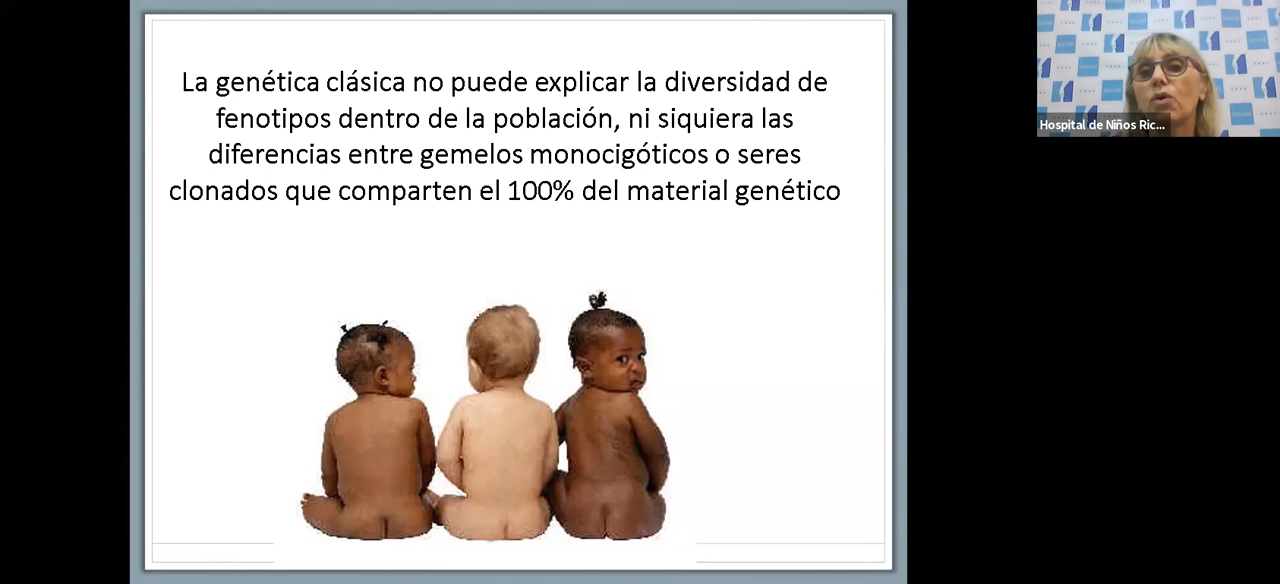 La genética clásica no puede explicar la diversidad de
fenotipos dentro de la población, ni siquiera las
diferencias entre gemelos monocigóticos o seres
clonados que comparten el 100% del material genético
Hospital de Niños Ric...